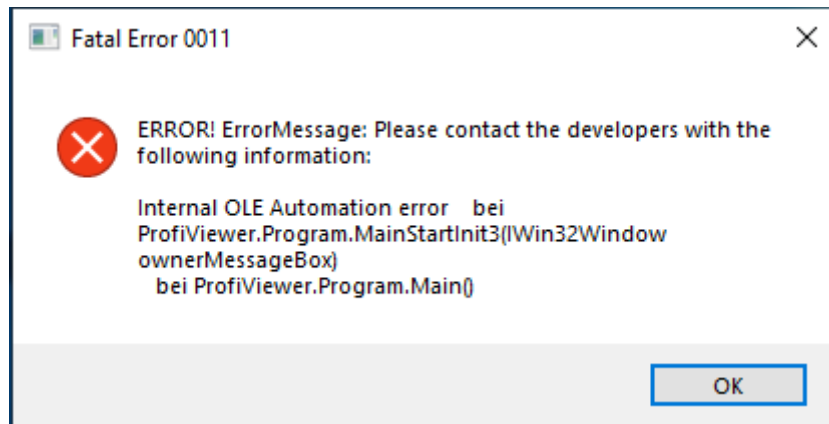 Fatal Error 0011
ERROR! ErrorMessage: Please contact the developers with the
following information:
Internal OLE Automation error    bei
ProfiViewer.Program.MainStartInit3(IWin32Window
ownerMessageBox)
   bei ProfiViewer.Program.Main()
OK